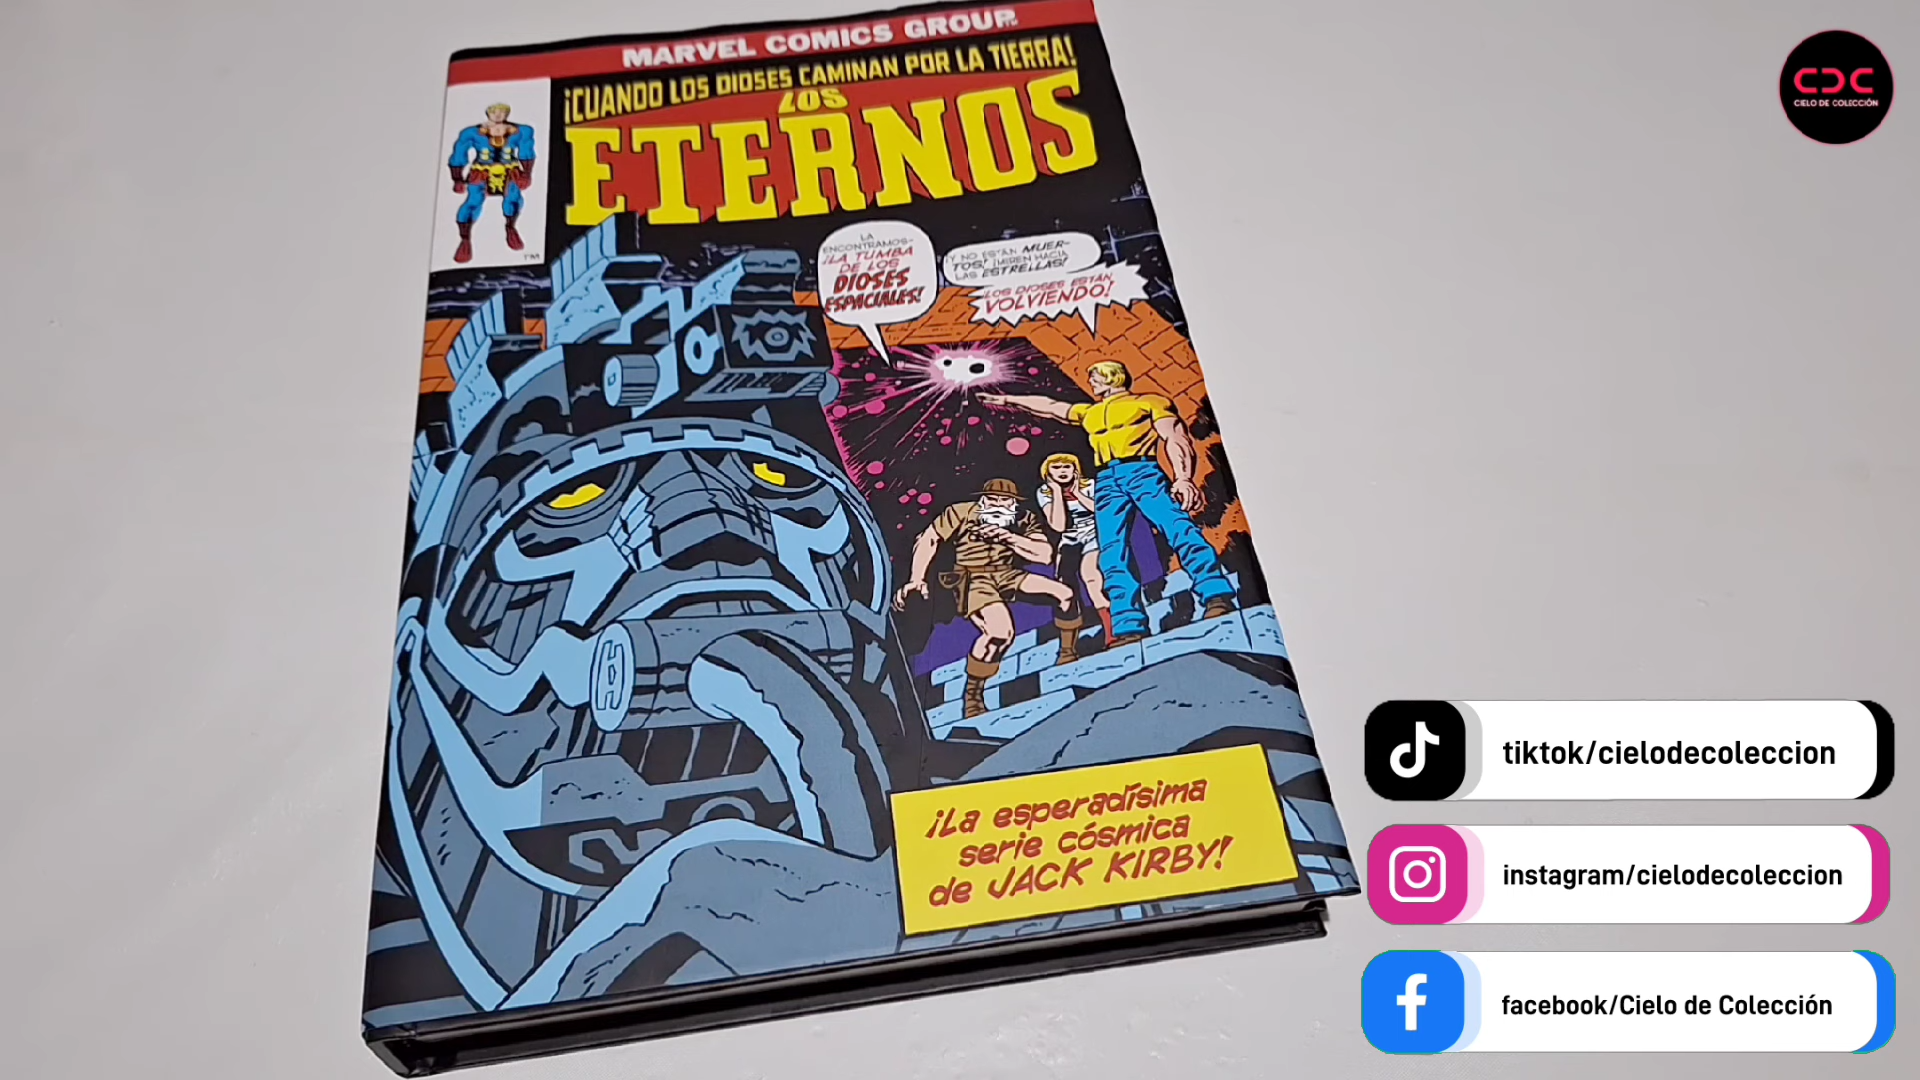 MARVEL COMICS GROUP™
¡CUANDO LOS DIOSES CAMINAN POR LA TIERRA!
LOS
ETERNOS
TM
LA
ENCONTRAMOS-
¡LA TUMBA
DE LOS
DIOSES
ESPACIALES!
¡Y NO ESTÁN MUER-
TOS! ¡MIREN HACIA
LAS ESTRELLAS!
¡LOS DIOSES ESTÁN
VOLVIENDO!
¡La esperadísima
serie cósmica
de JACK KIRBY!
CDC
CIELO DE COLECCIÓN
tiktok/cielodecoleccion
instagram/cielodecoleccion
facebook/Cielo de Colección